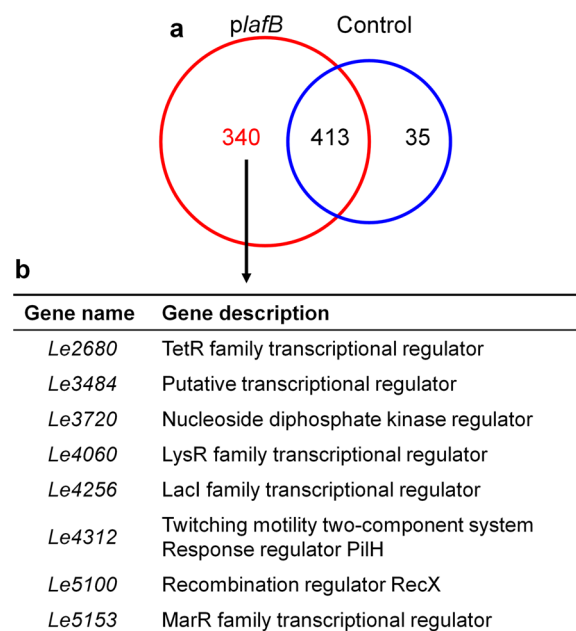 a
plafB Control
340 413 35
b
Gene name Gene description
Le2680 TetR family transcriptional regulator
Le3484 Putative transcriptional regulator
Le3720 Nucleoside diphosphate kinase regulator
Le4060 LysR family transcriptional regulator
Le4256 LacI family transcriptional regulator
Le4312 Twitching motility two-component system
Response regulator PilH
Le5100 Recombination regulator RecX
Le5153 MarR family transcriptional regulator